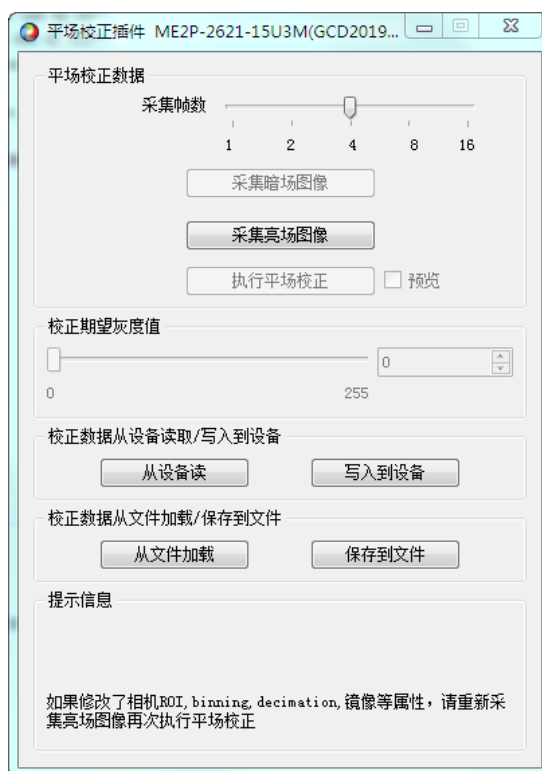 平场校正插件 ME2P-2621-15U3M(GCD2019...
平场校正数据
采集帧数
1 2 4 8 16
采集暗场图像
采集亮场图像
执行平场校正 预览
校正期望灰度值
0
0 255
校正数据从设备读取/写入到设备
从设备读 写入到设备
校正数据从文件加载/保存到文件
从文件加载 保存到文件
提示信息
如果修改了相机ROI, binning, decimation, 镜像等属性，请重新采
集亮场图像再次执行平场校正